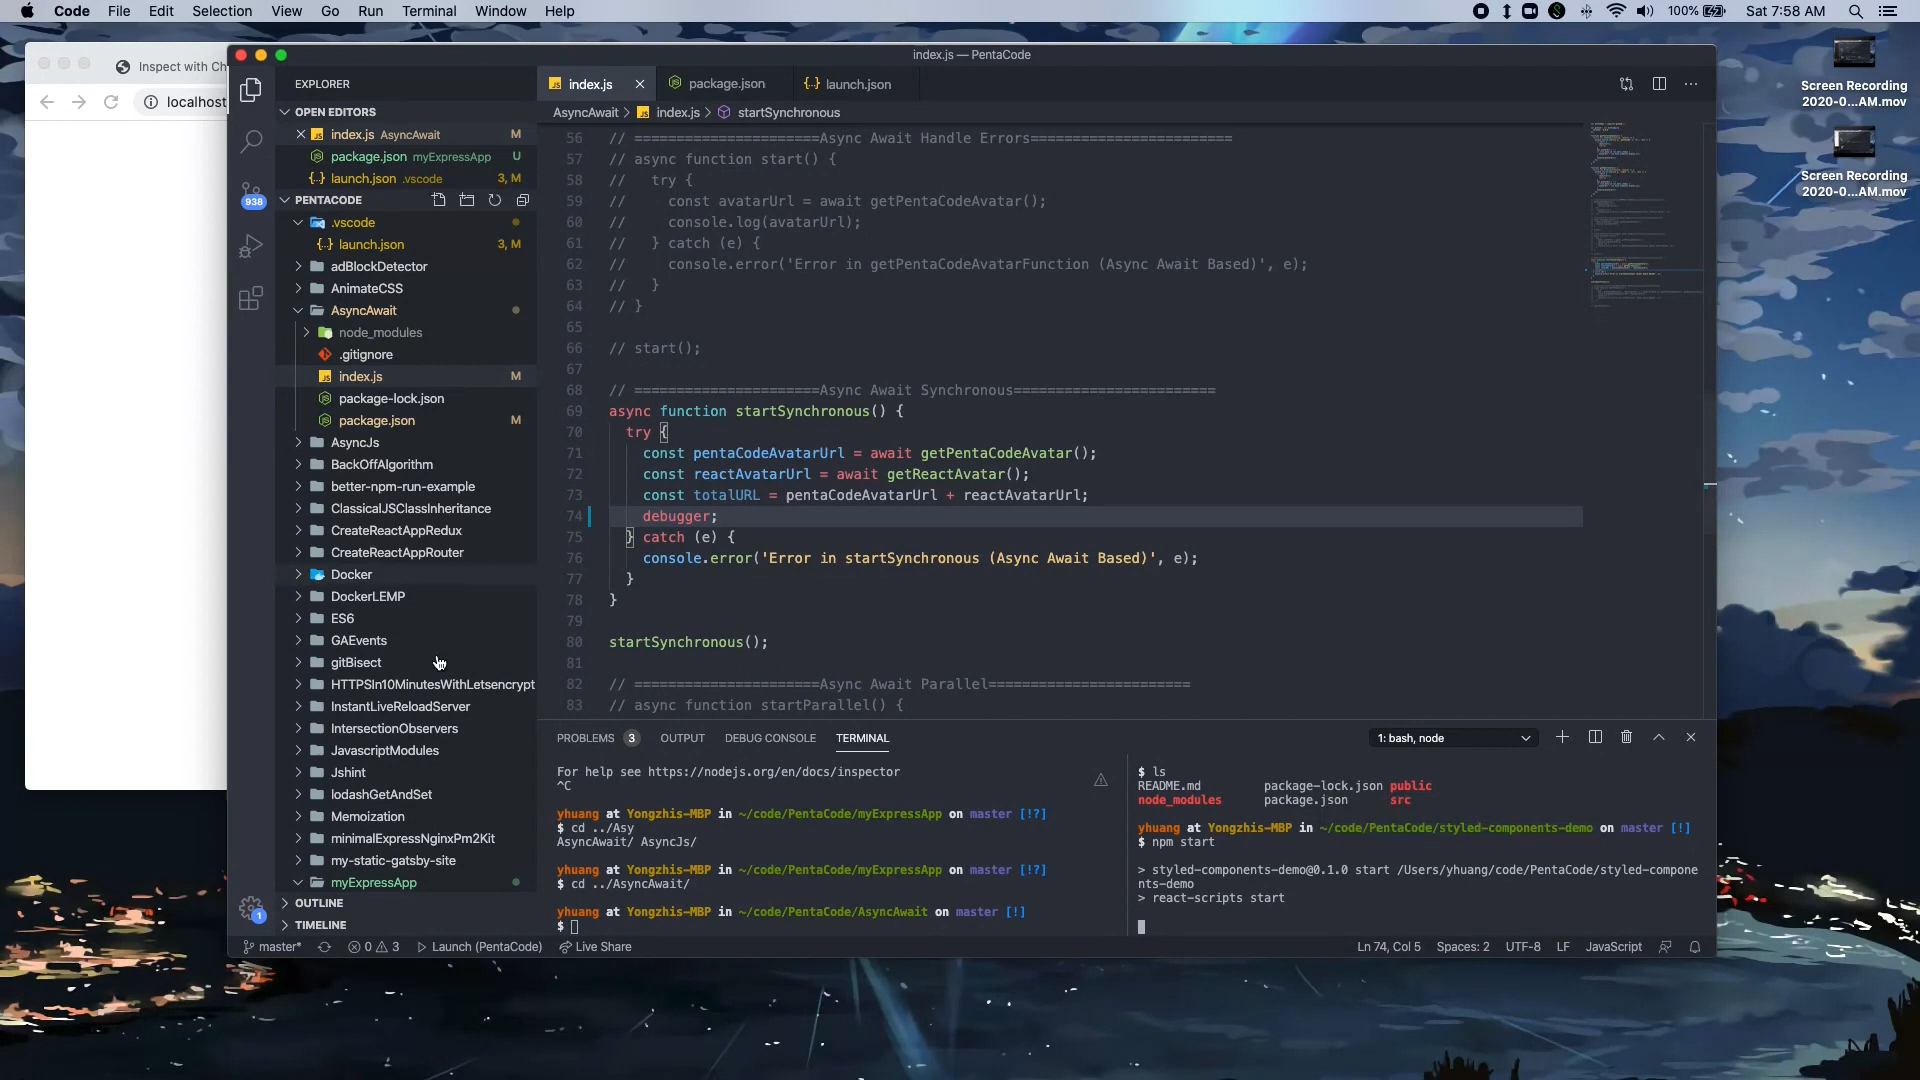 Code File Edit Selection View Go Run Terminal Window Help
100% Sat 7:58 AM
Inspect with Ch
localhost
Screen Recording
2020-0...AM.mov
Screen Recording
2020-0...AM.mov
index.js — PentaCode
EXPLORER
OPEN EDITORS
index.js AsyncAwait M
package.json myExpressApp U
launch.json .vscode 3, M
938
PENTACODE
.vscode
launch.json 3, M
adBlockDetector
AnimateCSS
AsyncAwait
node_modules
.gitignore
index.js M
package-lock.json
package.json M
AsyncJs
BackOffAlgorithm
better-npm-run-example
ClassicalJSClassInheritance
CreateReactAppRedux
CreateReactAppRouter
Docker
DockerLEMP
ES6
GAEvents
gitBisect
HTTPSIn10MinutesWithLetsencrypt
InstantLiveReloadServer
IntersectionObservers
JavascriptModules
Jshint
lodashGetAndSet
Memoization
minimalExpressNginxPm2Kit
my-static-gatsby-site
myExpressApp
OUTLINE
TIMELINE
1
index.js package.json launch.json
AsyncAwait > index.js > startSynchronous
56 // ======================Async Await Handle Errors========================
57 // async function start() {
58 //   try {
59 //     const avatarUrl = await getPentaCodeAvatar();
60 //     console.log(avatarUrl);
61 //   } catch (e) {
62 //     console.error('Error in getPentaCodeAvatarFunction (Async Await Based)', e);
63 //   }
64 // }
65
66 // start();
67
68 // ======================Async Await Synchronous========================
69 async function startSynchronous() {
70   try {
71     const pentaCodeAvatarUrl = await getPentaCodeAvatar();
72     const reactAvatarUrl = await getReactAvatar();
73     const totalURL = pentaCodeAvatarUrl + reactAvatarUrl;
74     debugger;
75   } catch (e) {
76     console.error('Error in startSynchronous (Async Await Based)', e);
77   }
78 }
79
80 startSynchronous();
81
82 // ======================Async Await Parallel========================
83 // async function startParallel() {
PROBLEMS 3 OUTPUT DEBUG CONSOLE TERMINAL 1: bash, node
For help see https://nodejs.org/en/docs/inspector
^C
yhuang at Yongzhis-MBP in ~/code/PentaCode/myExpressApp on master [!?]
$ cd ../Asy
AsyncAwait/ AsyncJs/
yhuang at Yongzhis-MBP in ~/code/PentaCode/myExpressApp on master [!?]
$ cd ../AsyncAwait/
yhuang at Yongzhis-MBP in ~/code/PentaCode/AsyncAwait on master [!]
$
$ ls
README.md package-lock.json public
node_modules package.json src
yhuang at Yongzhis-MBP in ~/code/PentaCode/styled-components-demo on master [!]
$ npm start
> styled-components-demo@0.1.0 start /Users/yhuang/code/PentaCode/styled-compone
nts-demo
> react-scripts start
master* 0 3 Launch (PentaCode) Live Share Ln 74, Col 5 Spaces: 2 UTF-8 LF JavaScript